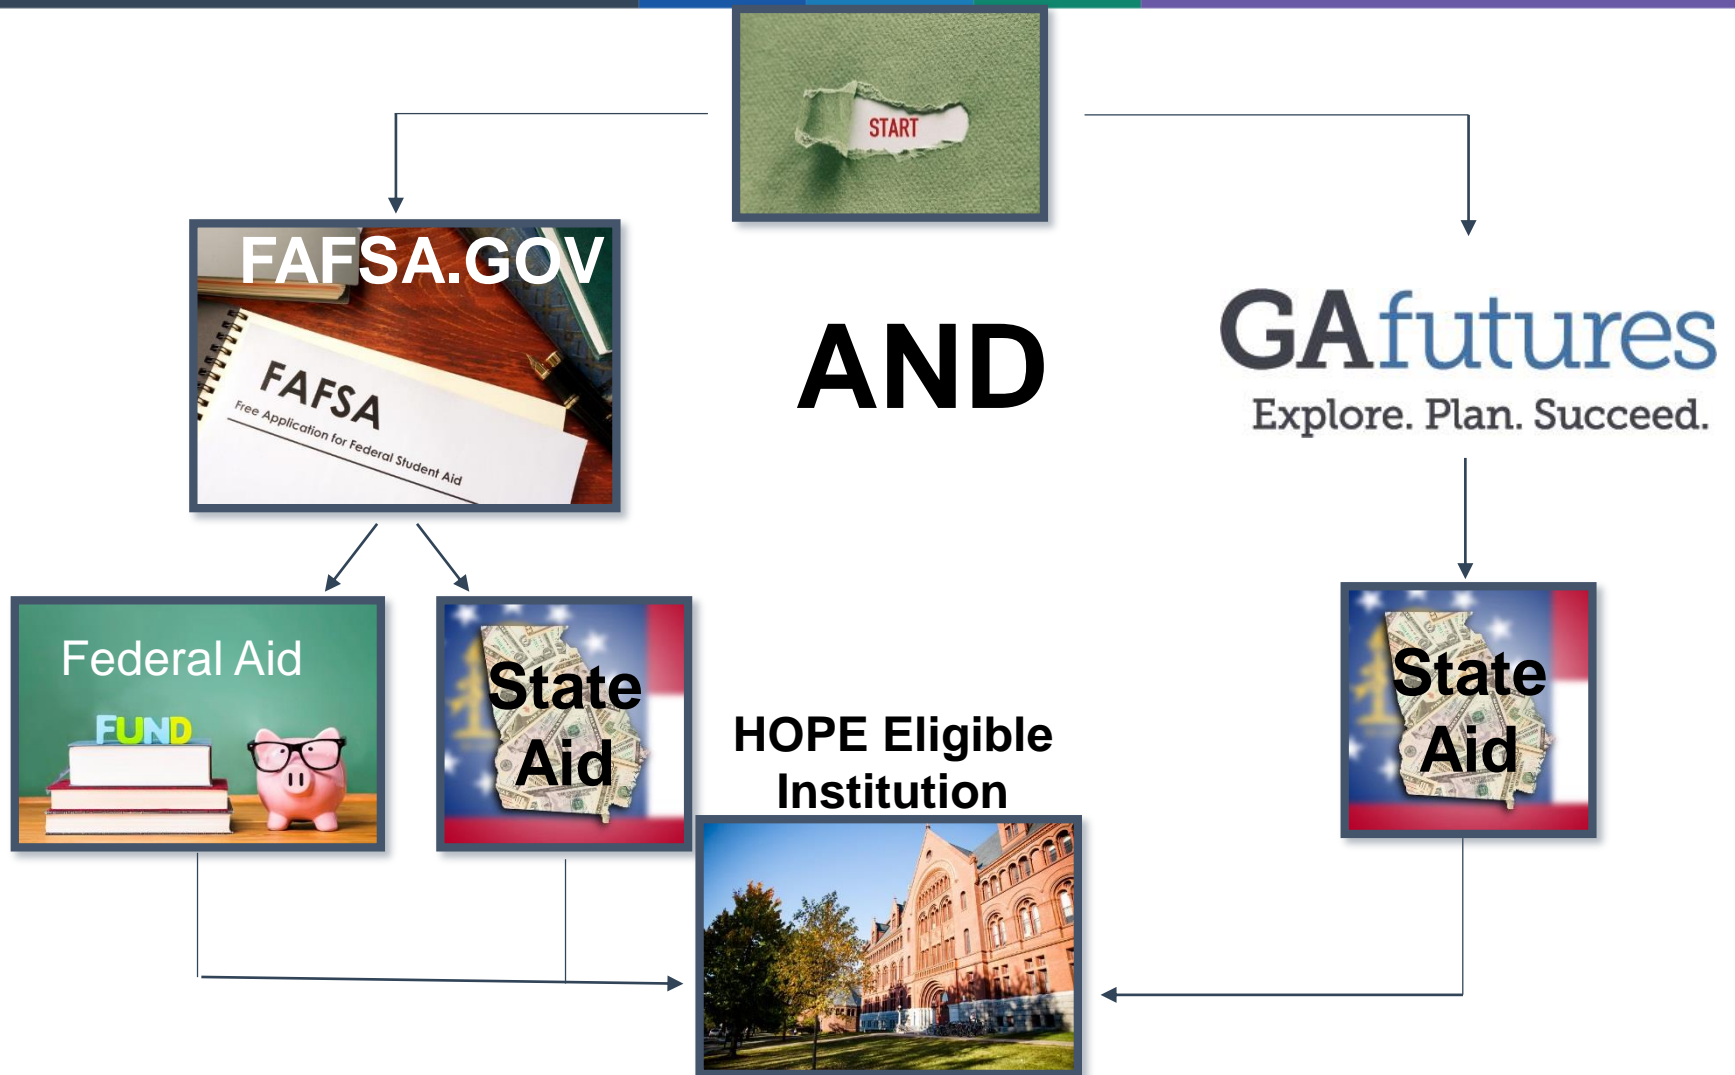 START
FAFSA.GOV
FAFSA
Free Application for Federal Student Aid
AND
GAfutures
Explore. Plan. Succeed.
Federal Aid
FUND
State
Aid
HOPE Eligible
Institution
State
Aid